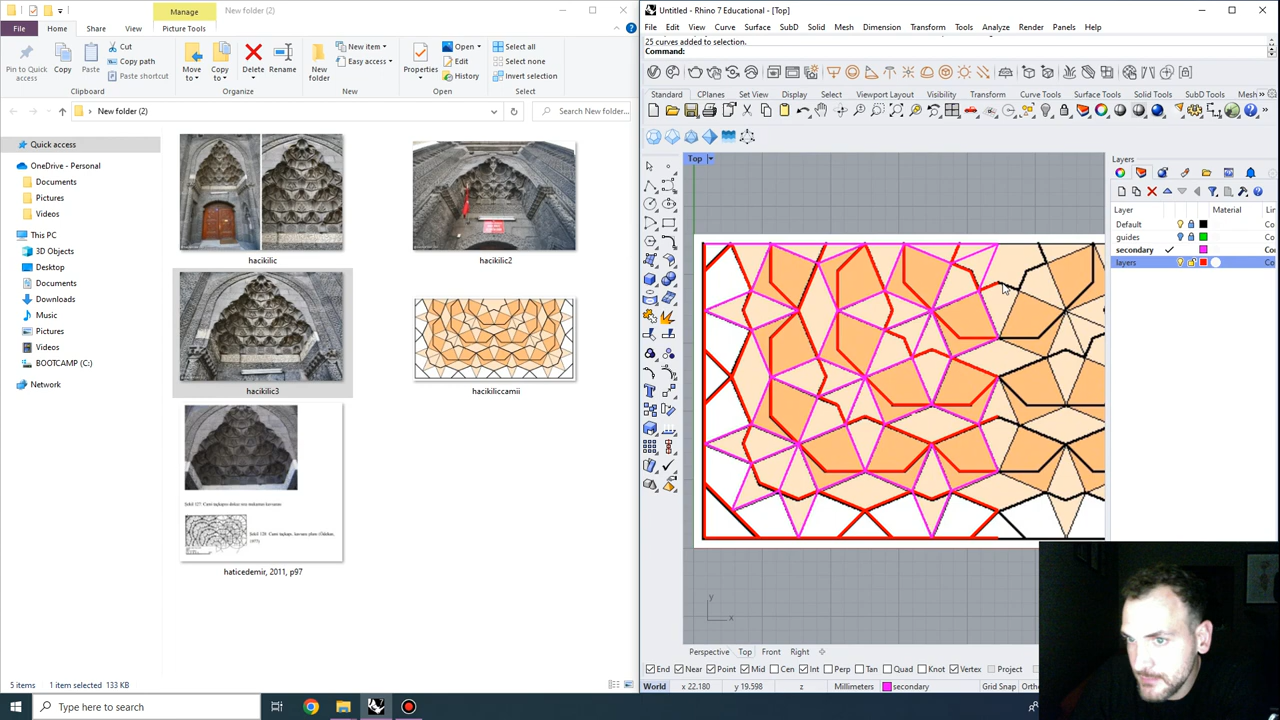 Manage
New folder (2)
File
Home
Share
View
Picture Tools
Pin to Quick access
Copy
Paste
Cut
Copy path
Paste shortcut
Clipboard
Move to
Copy to
Delete
Rename
Organize
New folder
New item
Easy access
New
Properties
Open
Edit
History
Open
Select all
Select none
Invert selection
Select
New folder (2)
Search New folder...
Quick access
OneDrive - Personal
Documents
Pictures
Videos
This PC
3D Objects
Desktop
Documents
Downloads
Music
Pictures
Videos
BOOTCAMP (C:)
Network
hacikilic
hacikilic2
hacikilic3
hacikiliccamii
haticedemir, 2011, p97
5 items
1 item selected 133 KB
Untitled - Rhino 7 Educational - [Top]
File Edit View Curve Surface SubD Solid Mesh Dimension Transform Tools Analyze Render Panels Help
25 curves added to selection.
Command:
Standard CPlanes Set View Display Select Viewport Layout Visibility Transform Curve Tools Surface Tools Solid Tools SubD Tools Mesh
Top
y
x
Layers
Layer Material Lir
Default Co
guides Co
secondary Co
layers Co
Perspective Top Front Right
End Near Point Mid Cen Int Perp Tan Quad Knot Vertex Project
World x 22.180 y 19.598 z Millimeters secondary Grid Snap Ortho
Type here to search